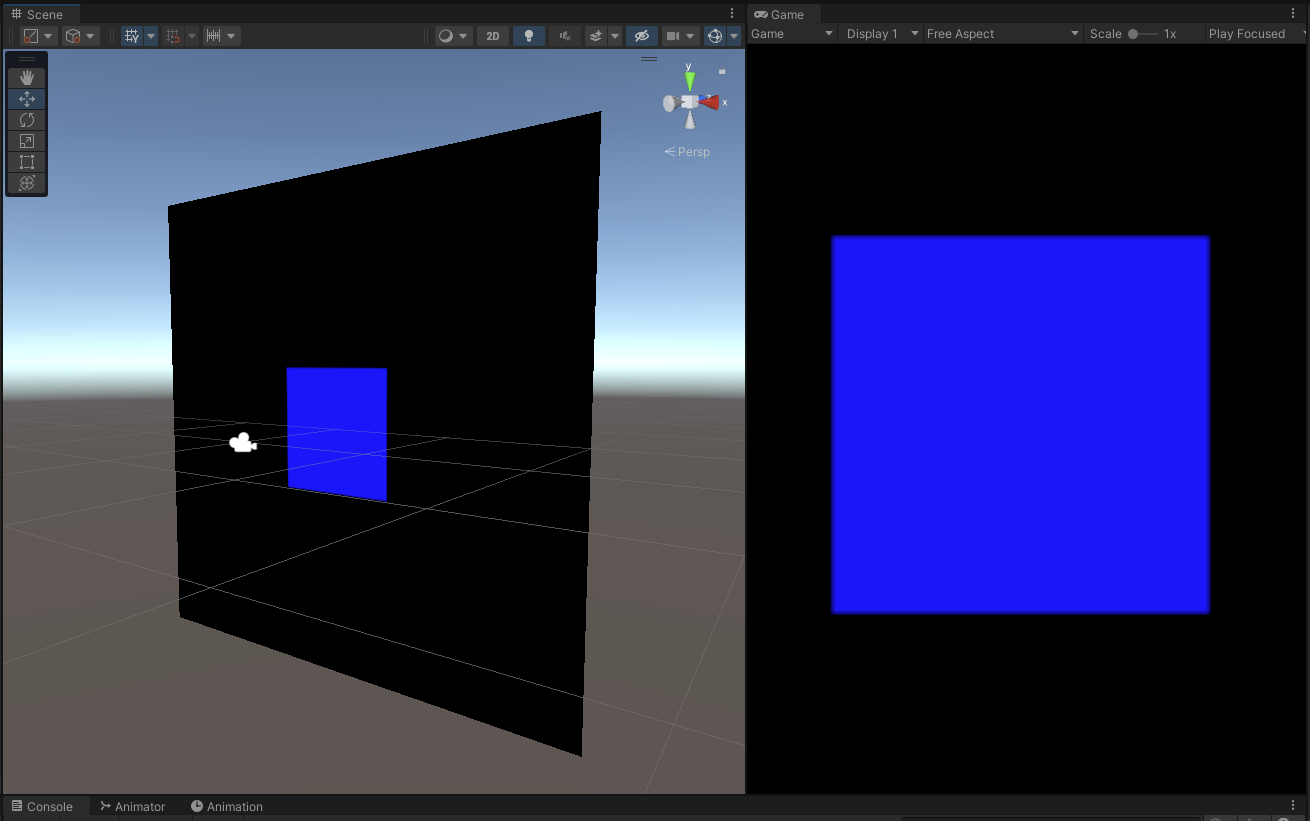 Scene
Game
2D
Game
Display 1
Free Aspect
Scale
1x
Play Focused
y
x
Persp
Console
Animator
Animation